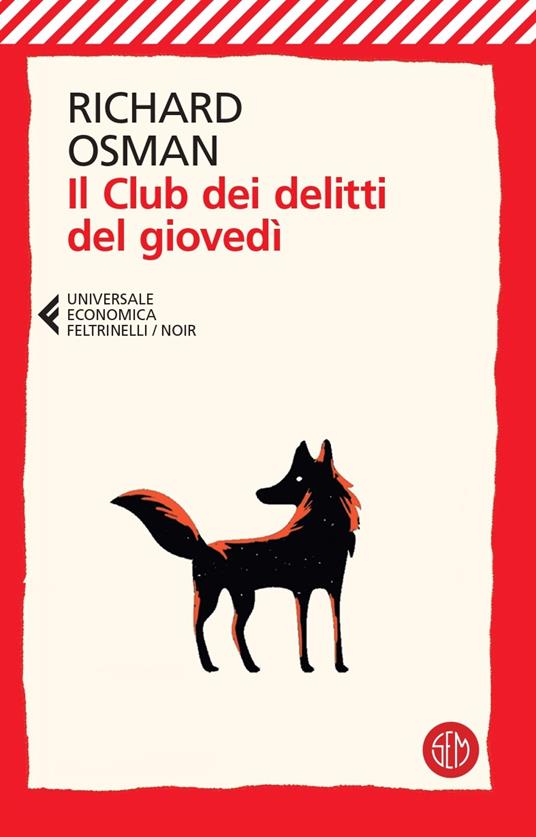 RICHARD
OSMAN
Il Club dei delitti
del giovedì
UNIVERSALE
ECONOMICA
FELTRINELLI / NOIR
SEM